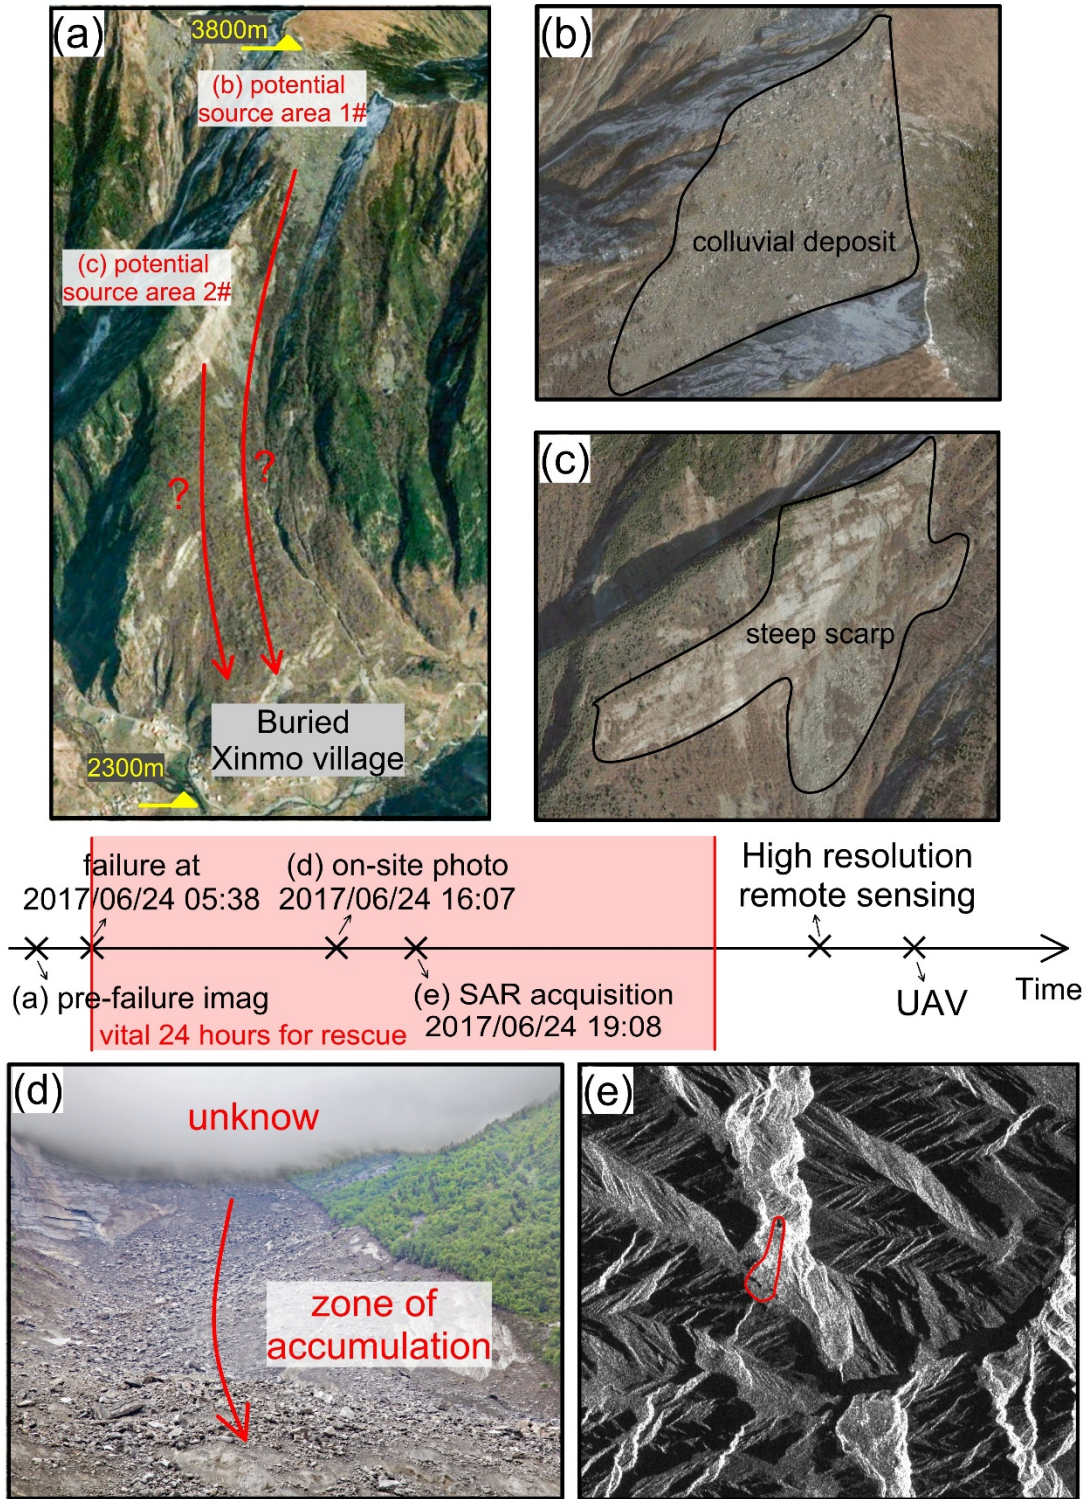 (a)
3800m
(b) potential
source area 1#
(c) potential
source area 2#
?
?
Buried
Xinmo village
2300m
(b)
colluvial deposit
(c)
steep scarp
failure at
2017/06/24 05:38
(d) on-site photo
2017/06/24 16:07
High resolution
remote sensing
(a) pre-failure imag
(e) SAR acquisition
2017/06/24 19:08
UAV
Time
vital 24 hours for rescue
(d)
unknow
zone of
accumulation
(e)